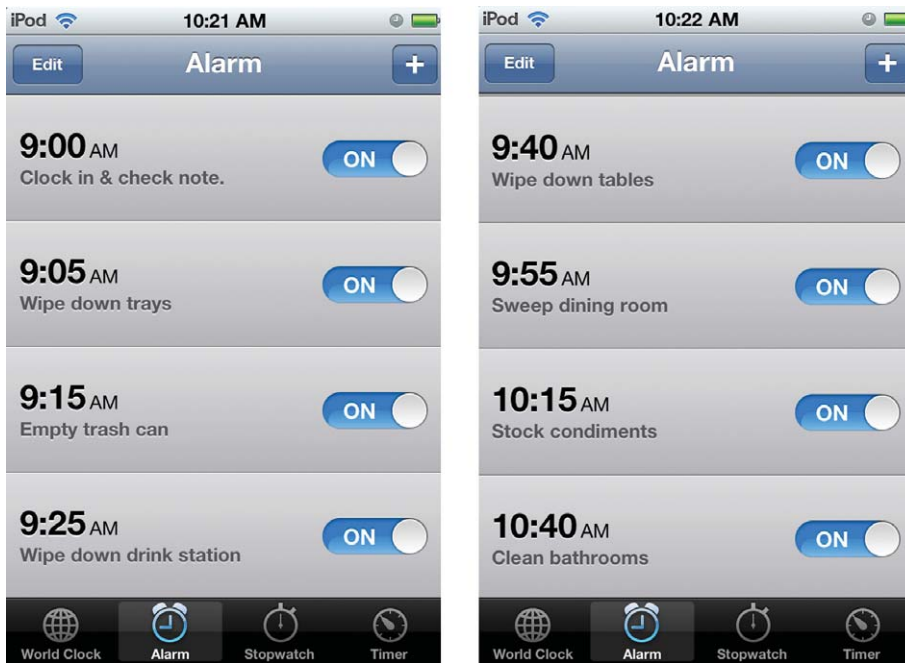 iPod 10:21 AM
Edit Alarm +
9:00 AM ON
Clock in & check note.
9:05 AM ON
Wipe down trays
9:15 AM ON
Empty trash can
9:25 AM ON
Wipe down drink station
World Clock Alarm Stopwatch Timer
iPod 10:22 AM
Edit Alarm +
9:40 AM ON
Wipe down tables
9:55 AM ON
Sweep dining room
10:15 AM ON
Stock condiments
10:40 AM ON
Clean bathrooms
World Clock Alarm Stopwatch Timer